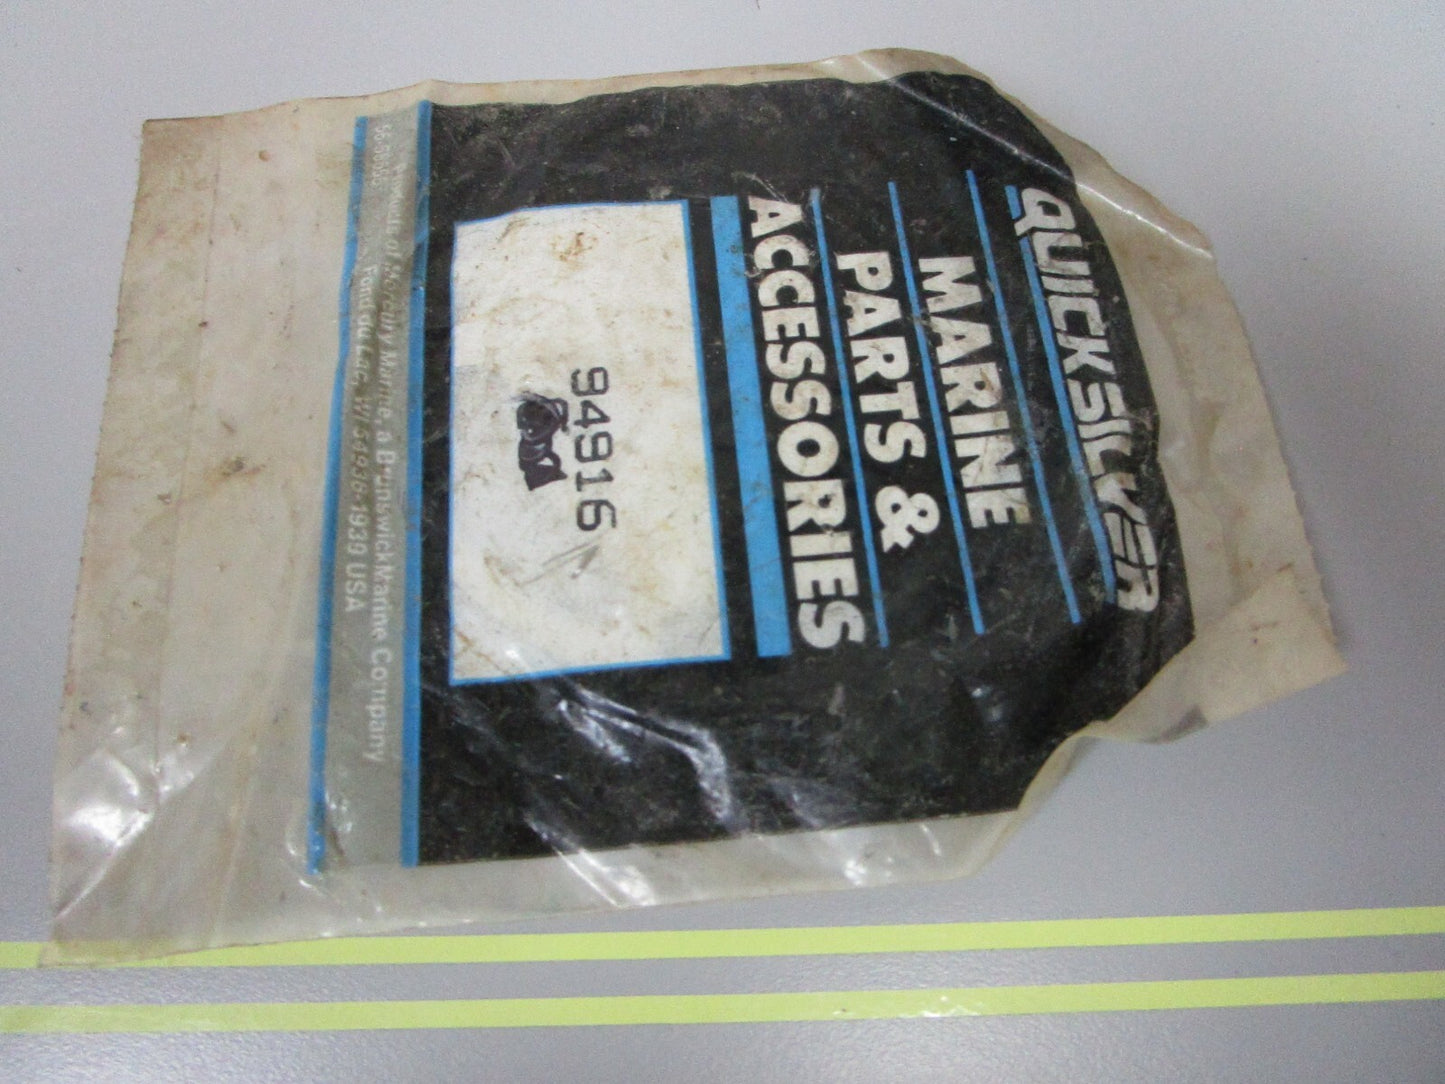 QUICKSILVER
MARINE
PARTS &
ACCESSORIES
94916
Products of Mercury Marine, a Brunswick Marine Company
Fond du Lac, WI 54936-1939 USA